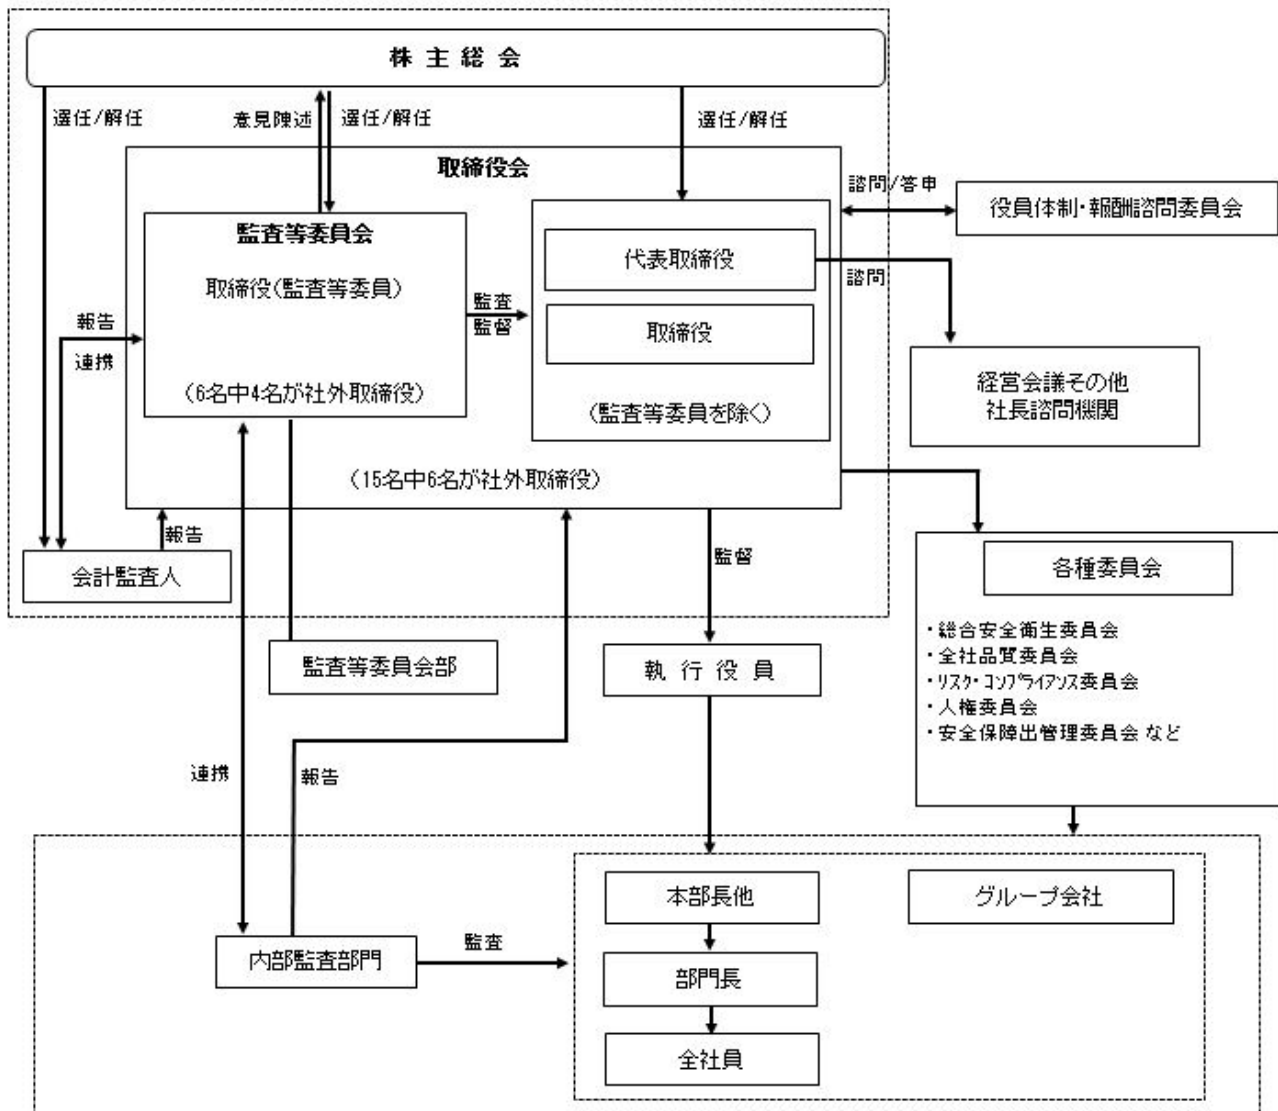 株 主 総 会
選任/解任
意見陳述
選任/解任
選任/解任
取締役会
諮問/答申
役員体制・報酬諮問委員会
監査等委員会
取締役(監査等委員)
(6名中4名が社外取締役)
監査
監督
代表取締役
取締役
(監査等委員を除く)
諮問
経営会議その他
社長諮問機関
報告
連携
(15名中6名が社外取締役)
報告
会計監査人
監督
各種委員会
・総合安全衛生委員会
・全社品質委員会
・リスク・コンプライアンス委員会
・人権委員会
・安全保障出管理委員会 など
監査等委員会部
執 行 役 員
連携
報告
本部長他
グループ会社
内部監査部門
監査
部門長
全社員